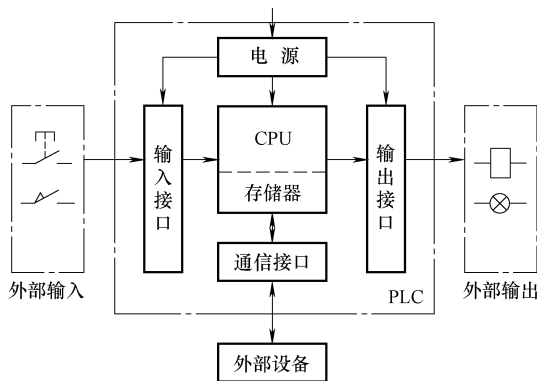 电 源
输入接口
CPU
存储器
输出接口
通信接口
外部输入
PLC
外部输出
外部设备